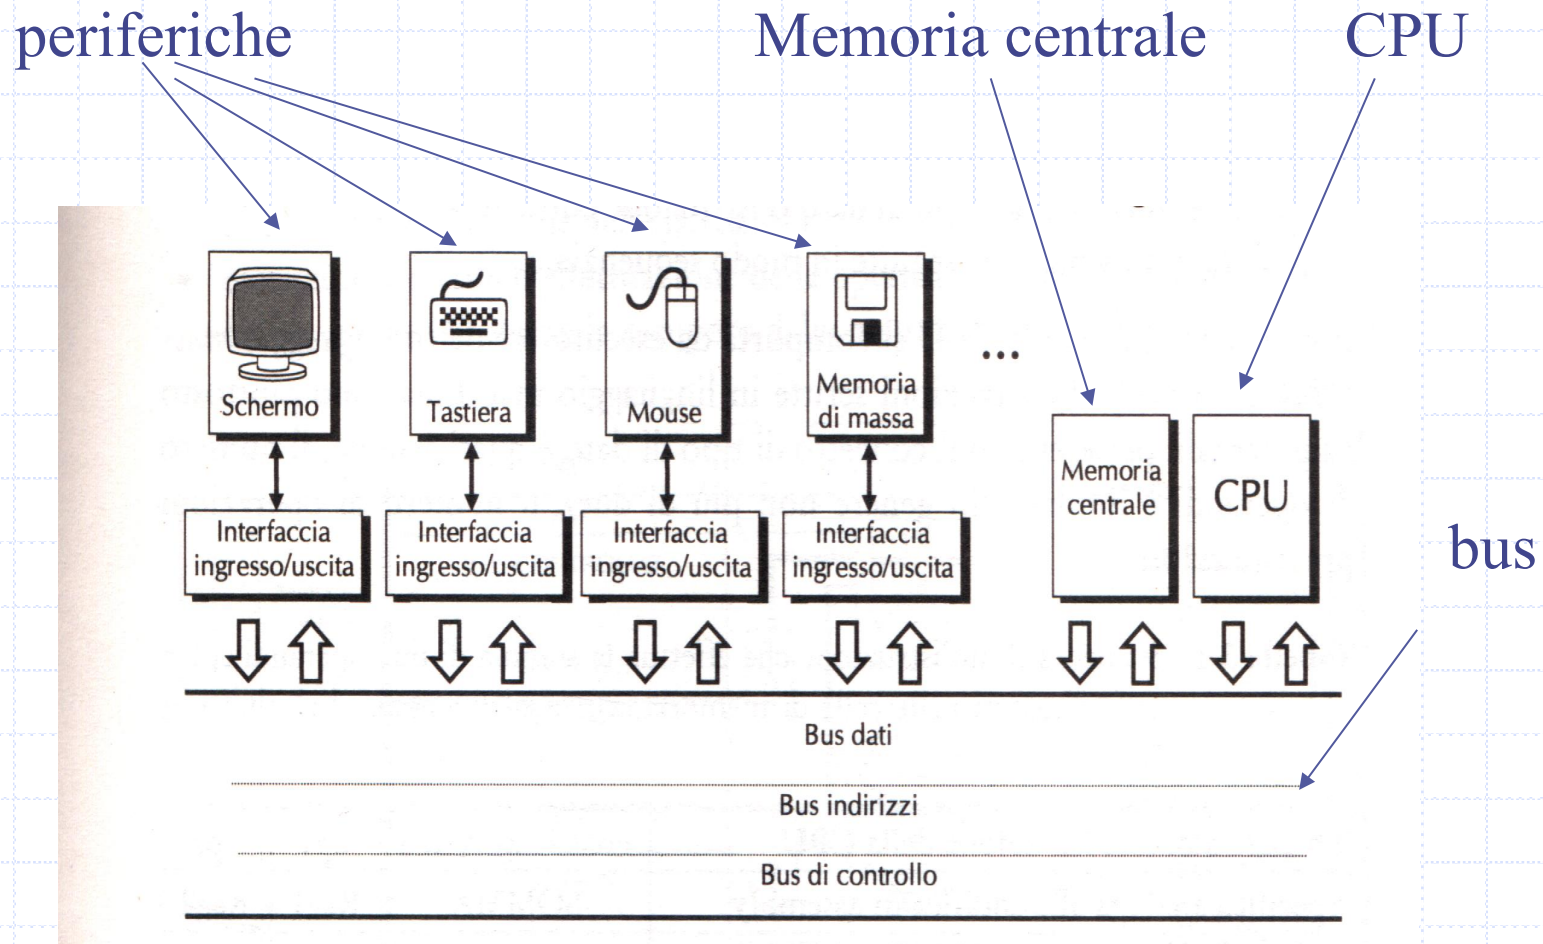 periferiche
Memoria centrale
CPU
Schermo
Tastiera
Mouse
Memoria
di massa
...
Memoria
centrale
CPU
Interfaccia
ingresso/uscita
Interfaccia
ingresso/uscita
Interfaccia
ingresso/uscita
Interfaccia
ingresso/uscita
bus
Bus dati
Bus indirizzi
Bus di controllo